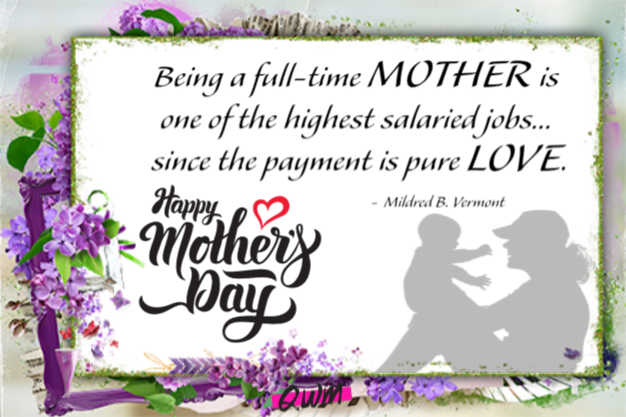 Being a full-time MOTHER is
one of the highest salaried jobs...
since the payment is pure LOVE.
- Mildred B. Vermont
Happy
Mother's
Day